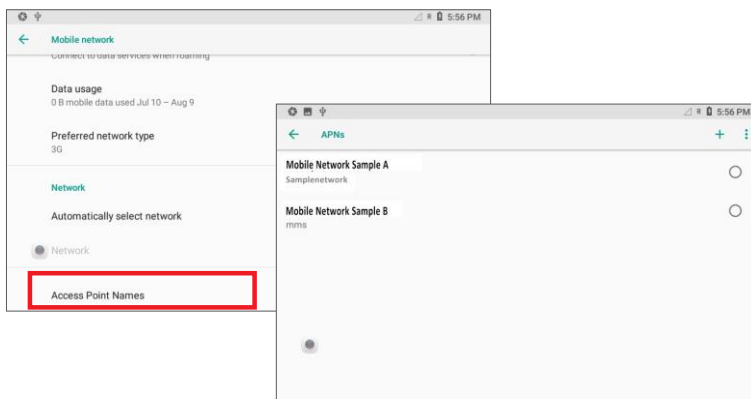 5:56 PM
Mobile network
Connect to data services when roaming
Data usage
0 B mobile data used Jul 10 – Aug 9
Preferred network type
3G
Network
Automatically select network
Network
Access Point Names
5:56 PM
APNs
Mobile Network Sample A
Samplenetwork
Mobile Network Sample B
mms